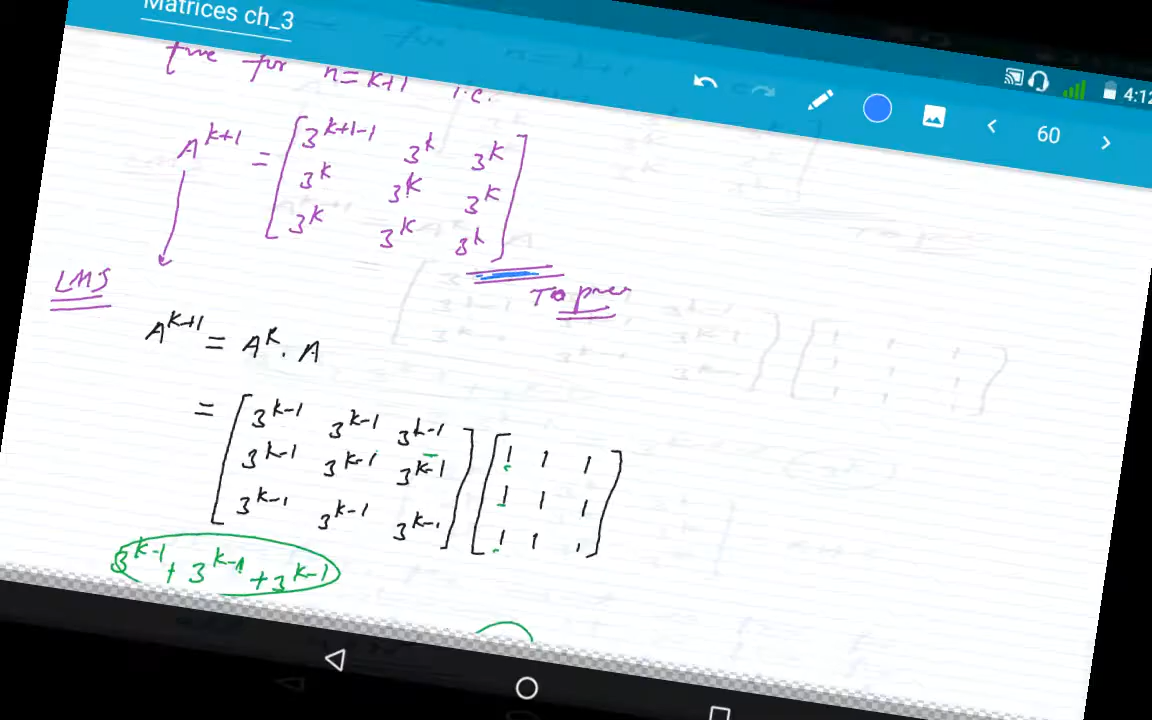 Matrices ch_3
4:12
60
true for n = k+1 i.e.
A^{k+1} = [ 3^{k+1-1} 3^k 3^k
3^k 3^k 3^k
3^k 3^k 3^k ]
To prove
LMS
A^{k+1} = A^k . A
= [ 3^{k-1} 3^{k-1} 3^{k-1} ] [ 1 1 1 ]
[ 3^{k-1} 3^{k-1} 3^{k-1} ] [ 1 1 1 ]
[ 3^{k-1} 3^{k-1} 3^{k-1} ] [ 1 1 1 ]
3^{k-1} + 3^{k-1} + 3^{k-1}